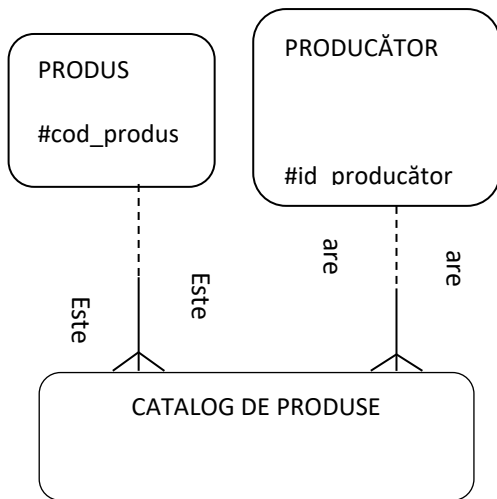 PRODUS
#cod_produs
PRODUCĂTOR
#id_producător
Este
Este
are
are
CATALOG DE PRODUSE